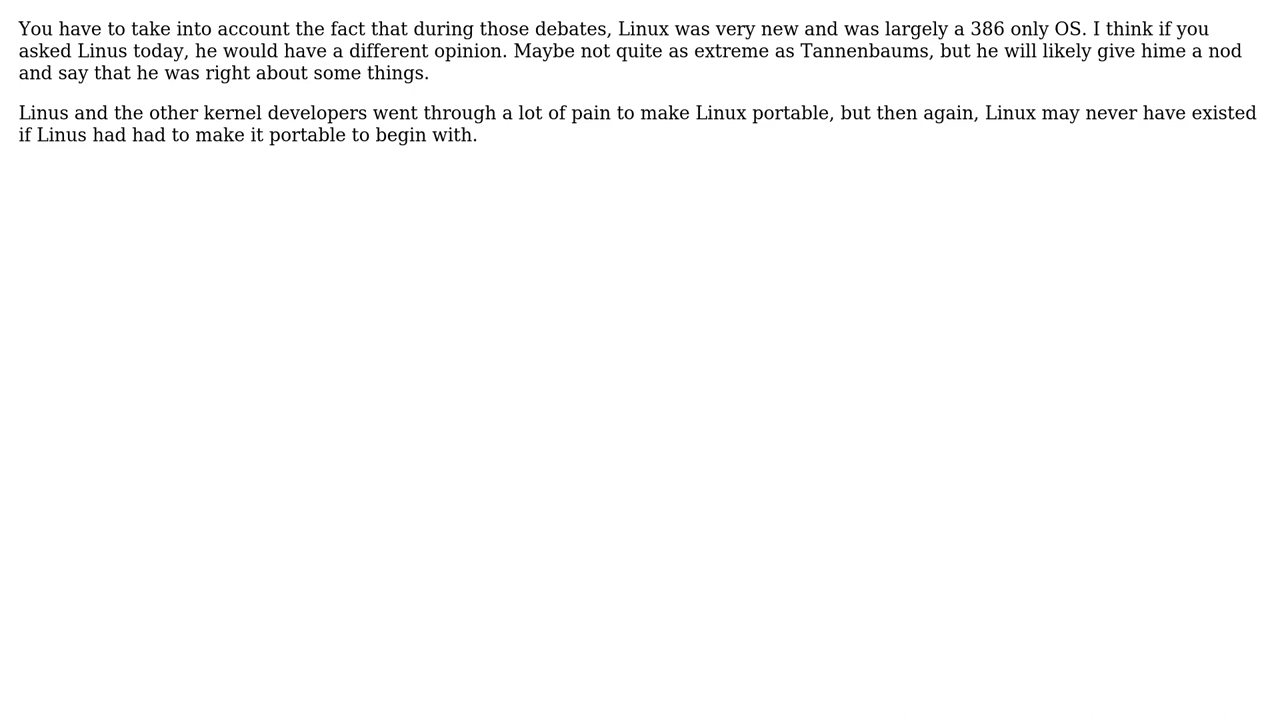 You have to take into account the fact that during those debates, Linux was very new and was largely a 386 only OS. I think if you
asked Linus today, he would have a different opinion. Maybe not quite as extreme as Tannenbaums, but he will likely give hime a nod
and say that he was right about some things.
Linus and the other kernel developers went through a lot of pain to make Linux portable, but then again, Linux may never have existed
if Linus had had to make it portable to begin with.